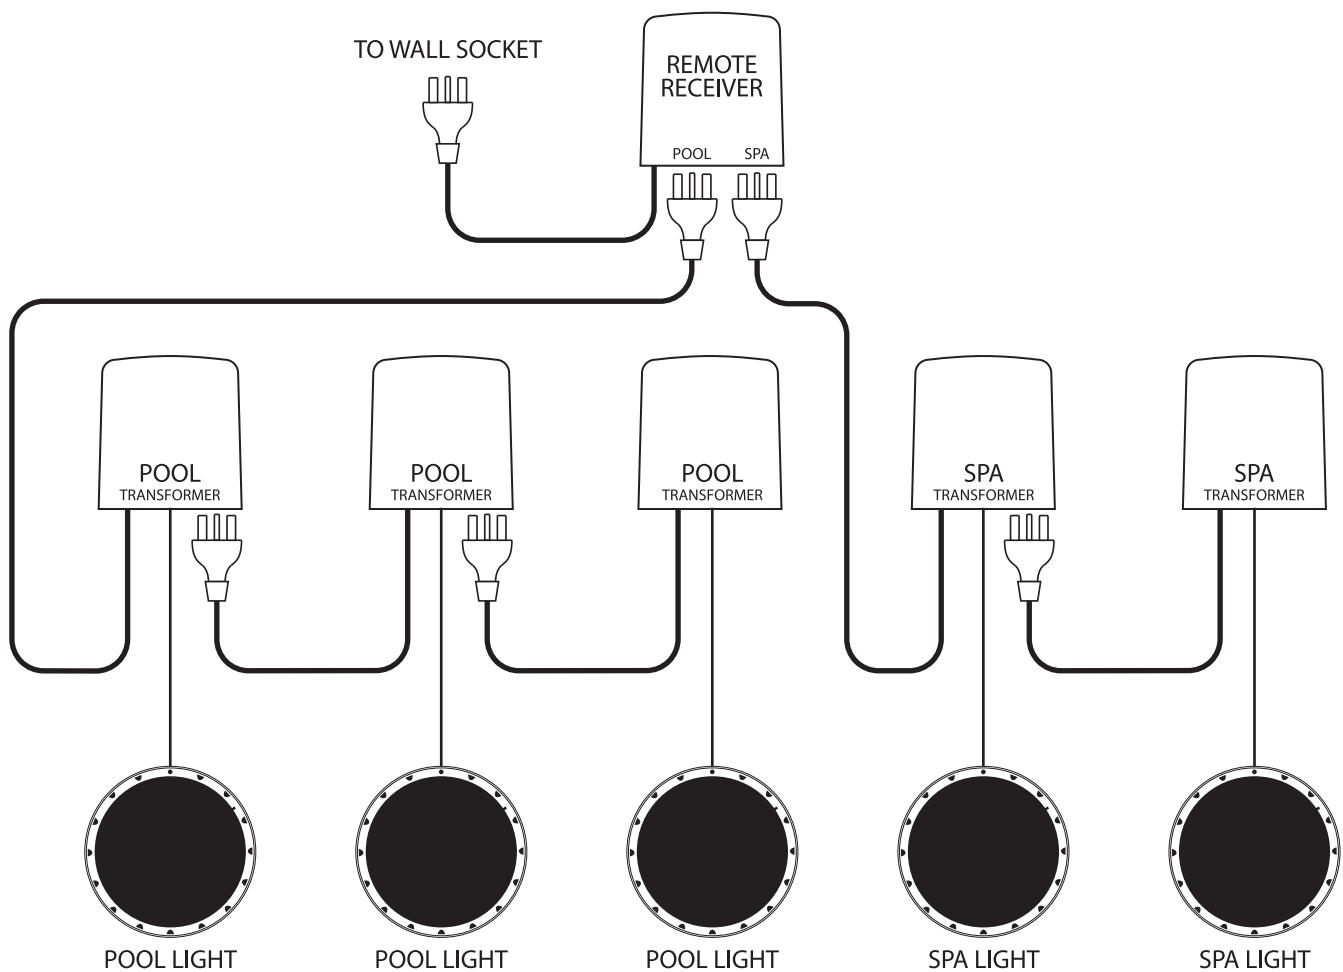 TO WALL SOCKET
REMOTE
RECEIVER
POOL SPA
POOL
TRANSFORMER
POOL
TRANSFORMER
POOL
TRANSFORMER
SPA
TRANSFORMER
SPA
TRANSFORMER
POOL LIGHT
POOL LIGHT
POOL LIGHT
SPA LIGHT
SPA LIGHT